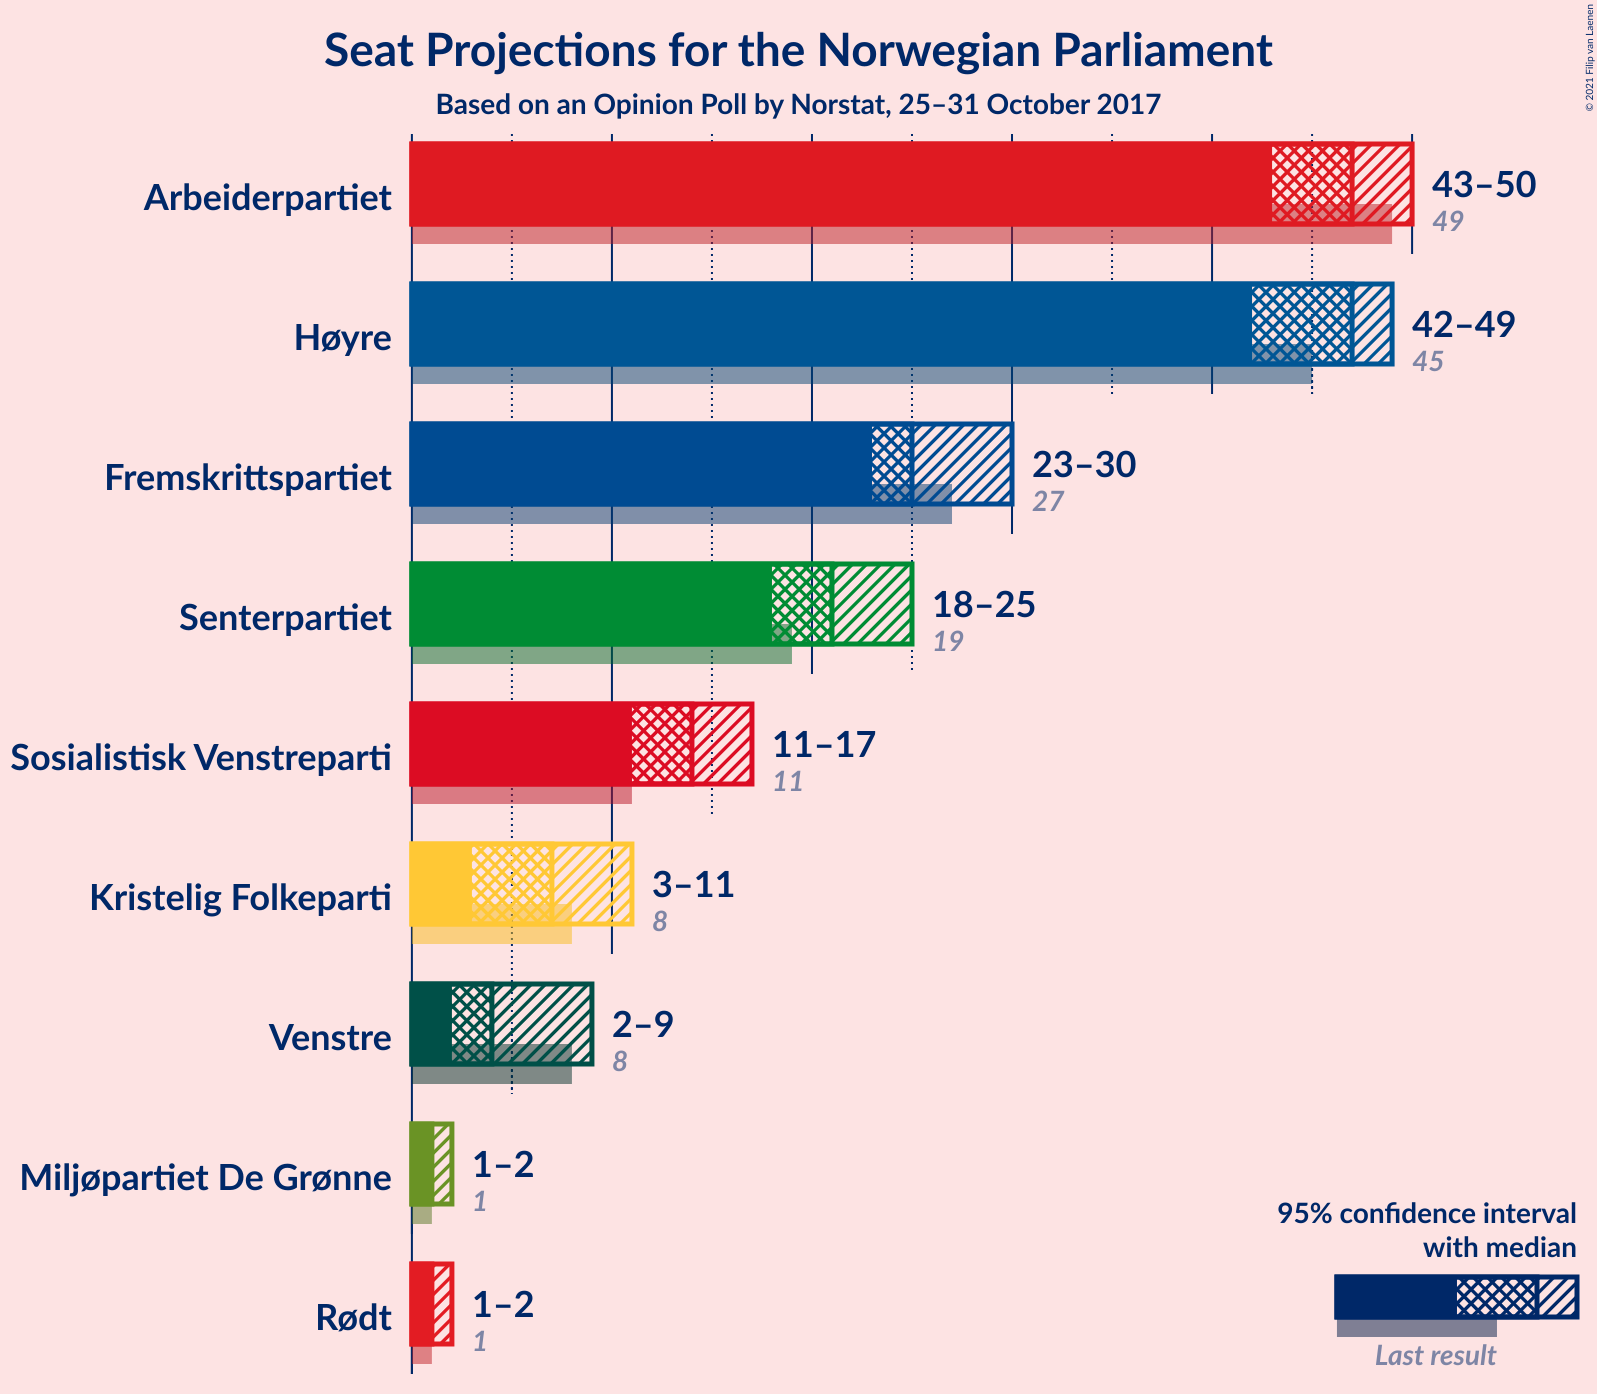 Seat Projections for the Norwegian Parliament
Based on an Opinion Poll by Norstat, 25–31 October 2017
© 2021 Filip van Laenen
Arbeiderpartiet
43–50
49
Høyre
42–49
45
Fremskrittspartiet
23–30
27
Senterpartiet
18–25
19
Sosialistisk Venstreparti
11–17
11
Kristelig Folkeparti
3–11
8
Venstre
2–9
8
Miljøpartiet De Grønne
1–2
1
Rødt
1–2
1
95% confidence interval
with median
Last result